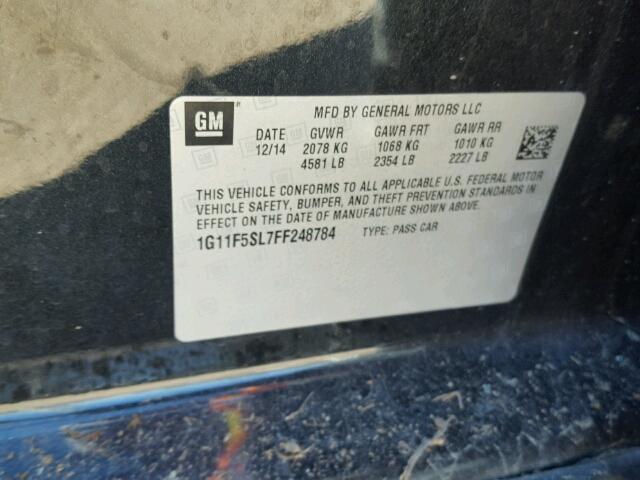 GM
MFD BY GENERAL MOTORS LLC
DATE GVWR GAWR FRT GAWR RR
12/14 2078 KG 1068 KG 1010 KG
4581 LB 2354 LB 2227 LB
THIS VEHICLE CONFORMS TO ALL APPLICABLE U.S. FEDERAL MOTOR
VEHICLE SAFETY, BUMPER, AND THEFT PREVENTION STANDARDS IN
EFFECT ON THE DATE OF MANUFACTURE SHOWN ABOVE.
1G11F5SL7FF248784 TYPE: PASS CAR